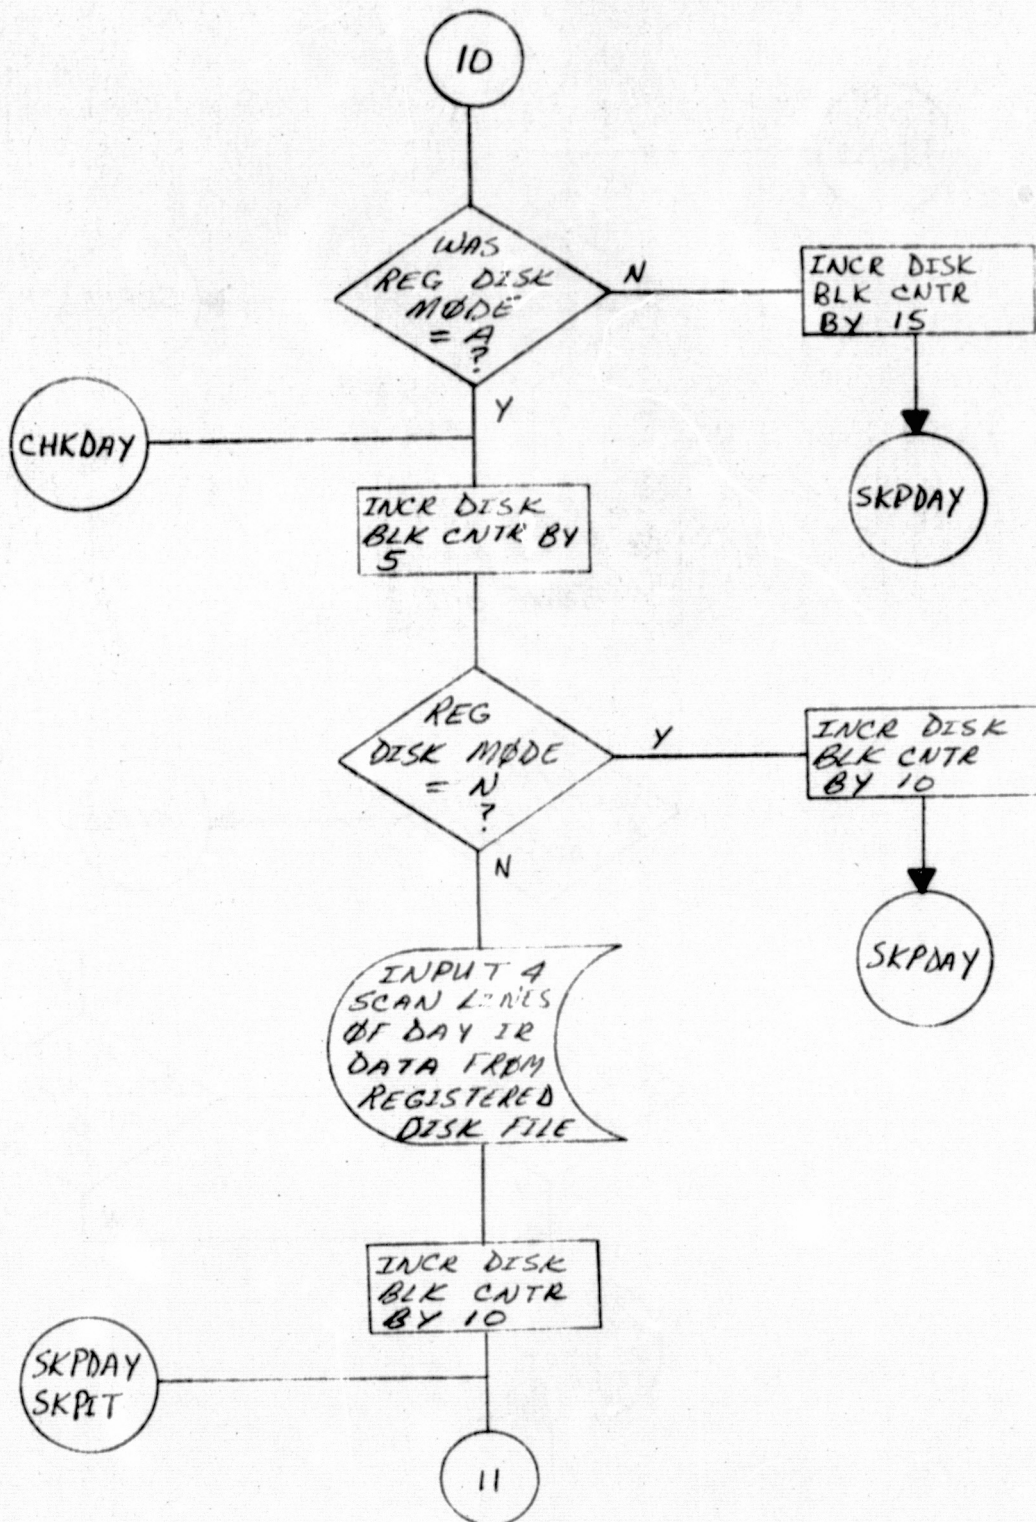 10
WAS
REG DISK
MØDE
= A
?
N
INCR DISK
BLK CNTR
BY 15
Y
CHKDAY
SKPDAY
INCR DISK
BLK CNTR BY
5
REG
DISK MØDE
= N
?
Y
INCR DISK
BLK CNTR
BY 10
N
SKPDAY
INPUT 4
SCAN LINES
ØF DAY IR
DATA FRØM
REGISTERED
DISK FILE
INCR DISK
BLK CNTR
BY 10
SKPDAY
SKPIT
11